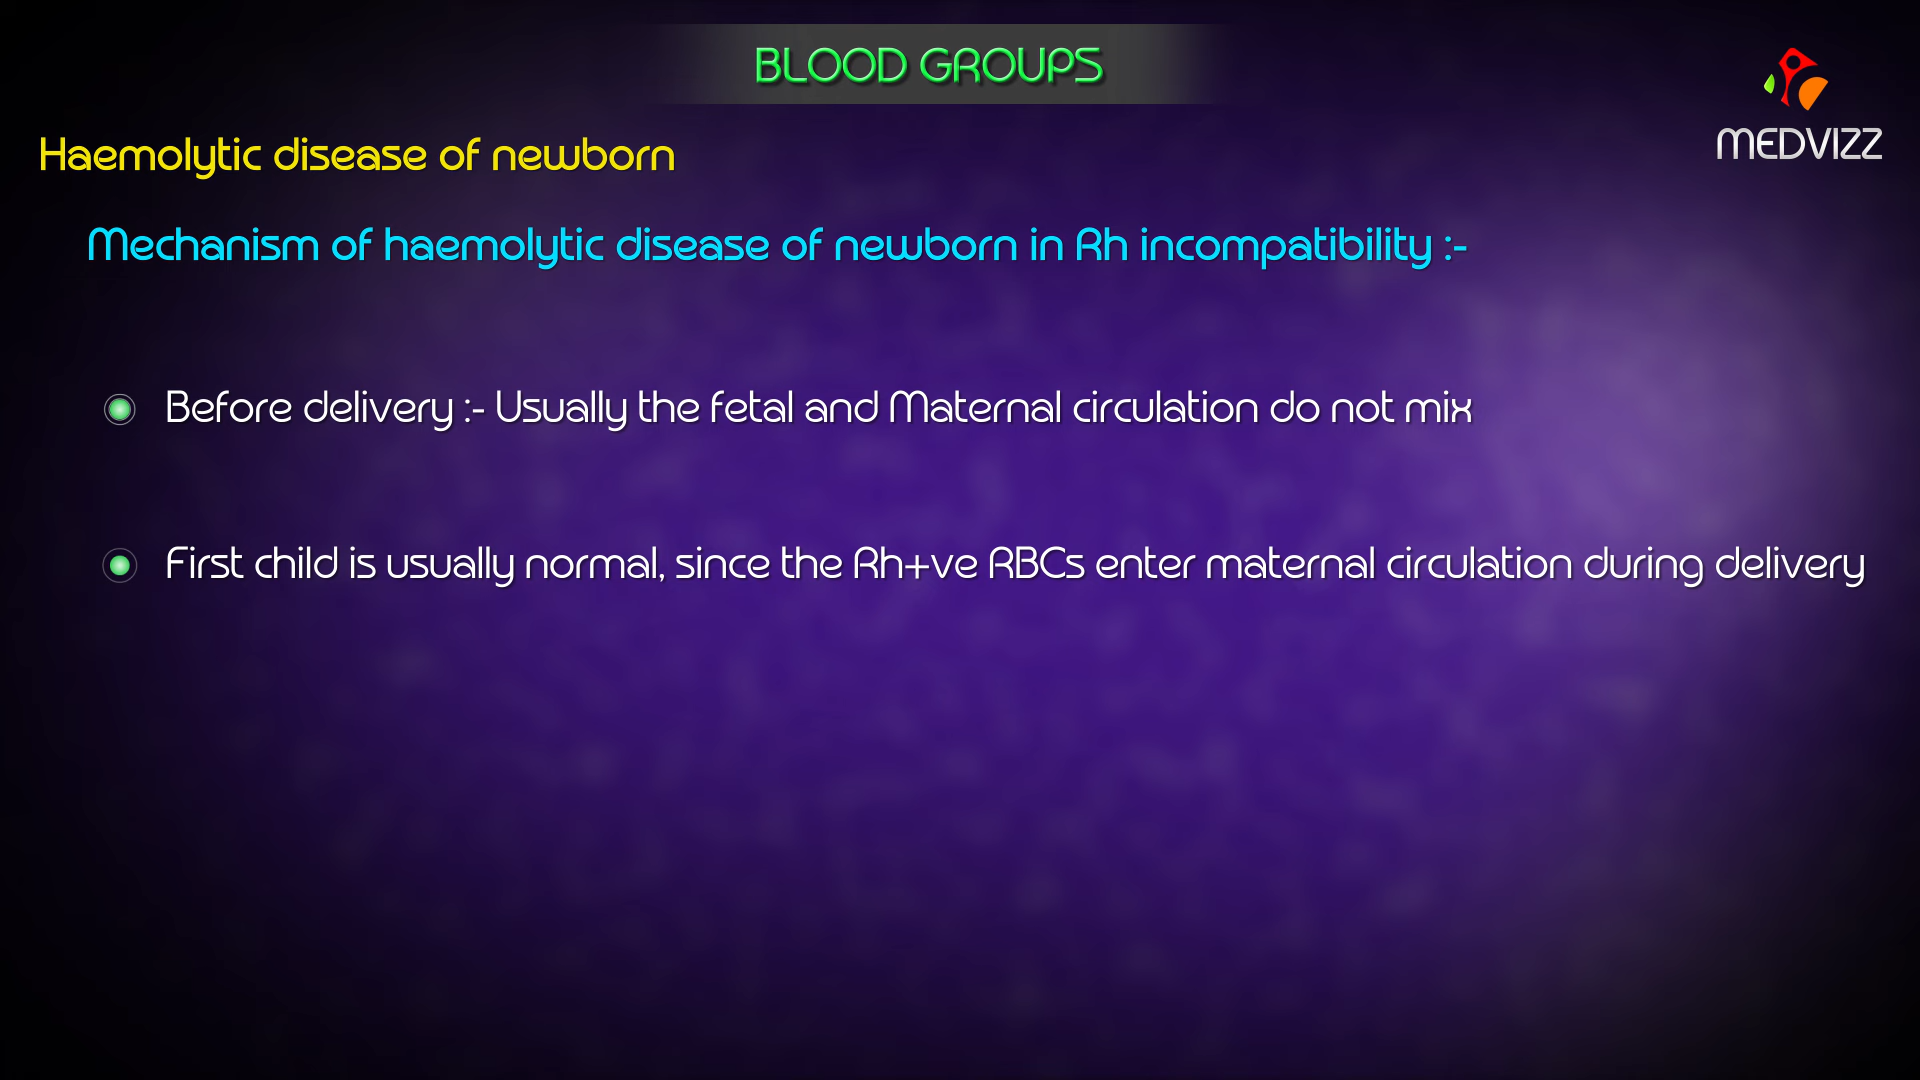 BLOOD GROUPS
MEDVIZZ
Haemolytic disease of newborn
Mechanism of haemolytic disease of newborn in Rh incompatibility :-
Before delivery :- Usually the fetal and Maternal circulation do not mix
First child is usually normal, since the Rh+ve RBCs enter maternal circulation during delivery